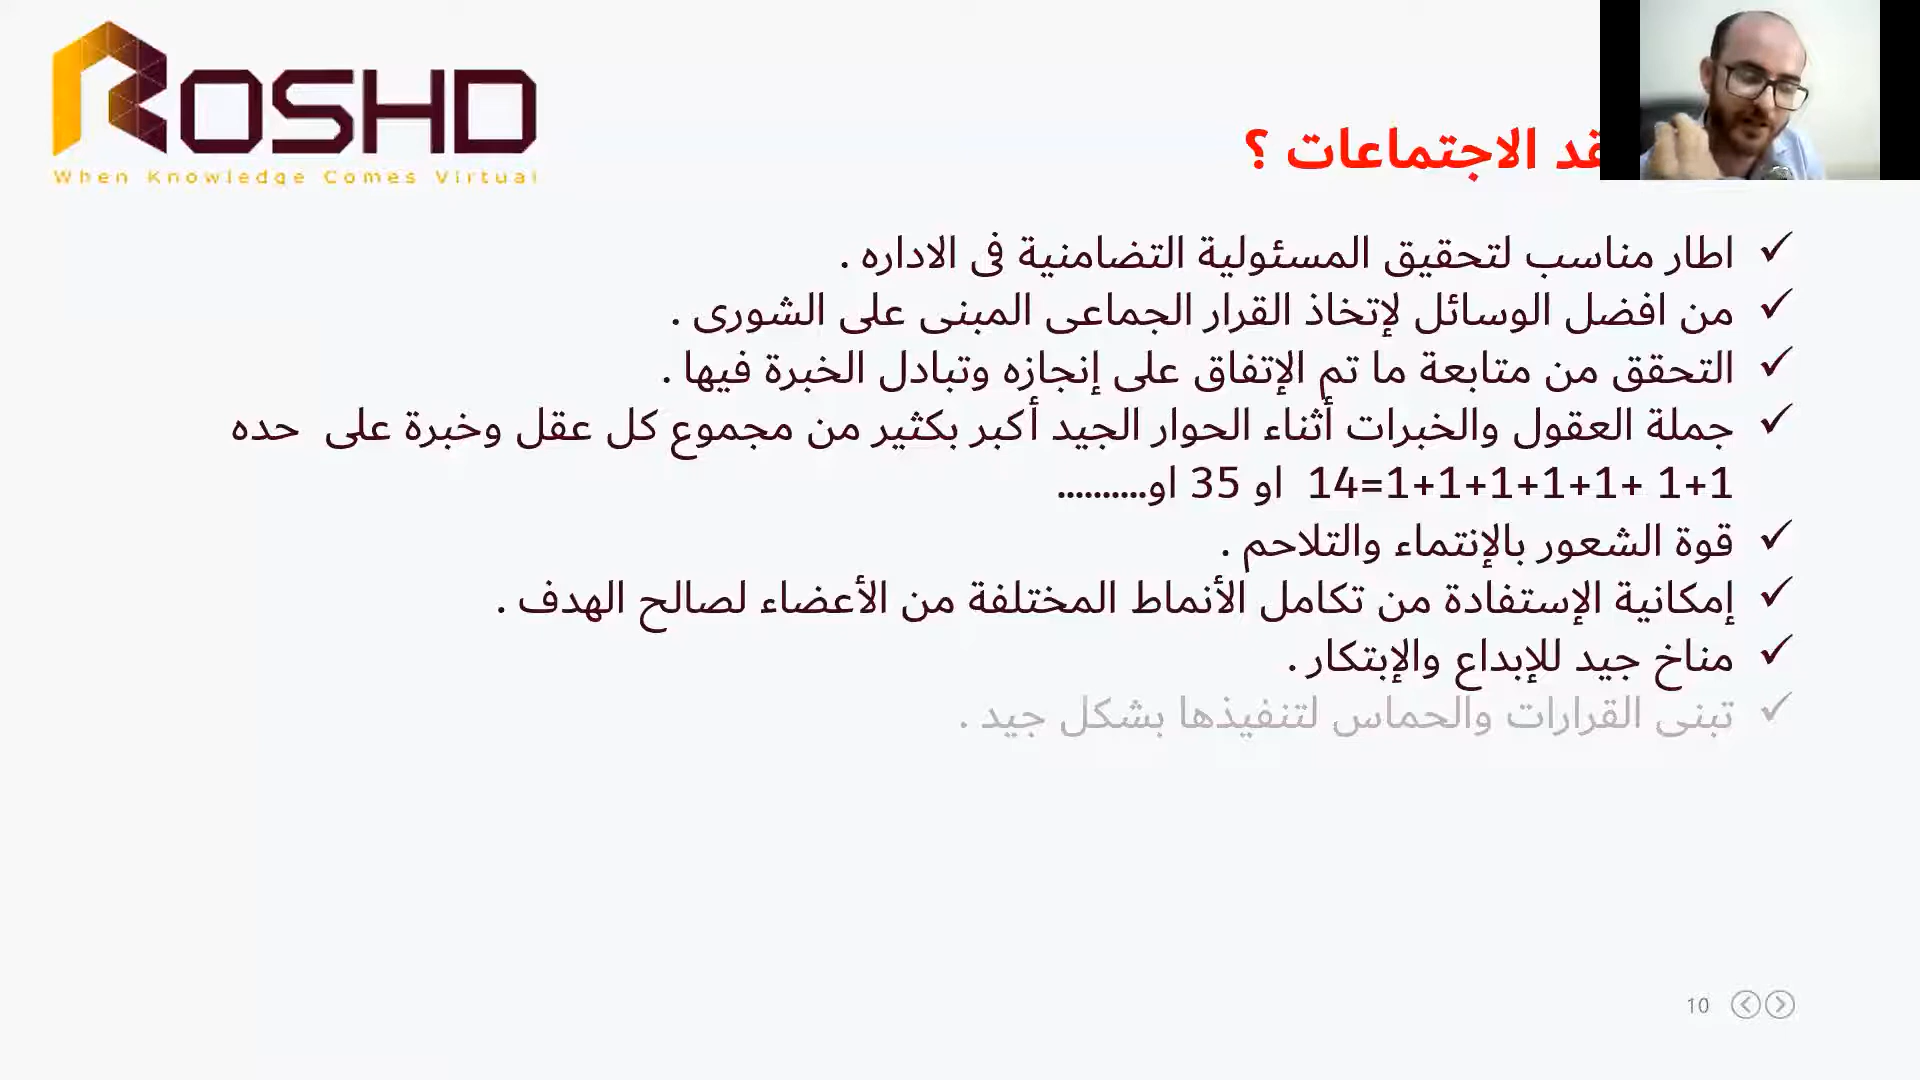 ROSHD
When Knowledge Comes Virtual
الاجتماعات ؟
اطار مناسب لتحقيق المسئولية التضامنية فى الاداره .
من افضل الوسائل لإتخاذ القرار الجماعى المبنى على الشورى .
التحقق من متابعة ما تم الإتفاق على إنجازه وتبادل الخبرة فيها .
جملة العقول والخبرات أثناء الحوار الجيد أكبر بكثير من مجموع كل عقل وخبرة على حده
1+1 +1+1+1+1+1=14 او 35 او..........
قوة الشعور بالإنتماء والتلاحم .
إمكانية الإستفادة من تكامل الأنماط المختلفة من الأعضاء لصالح الهدف .
مناخ جيد للإبداع والإبتكار .
تبنى القرارات والحماس لتنفيذها بشكل جيد .
10